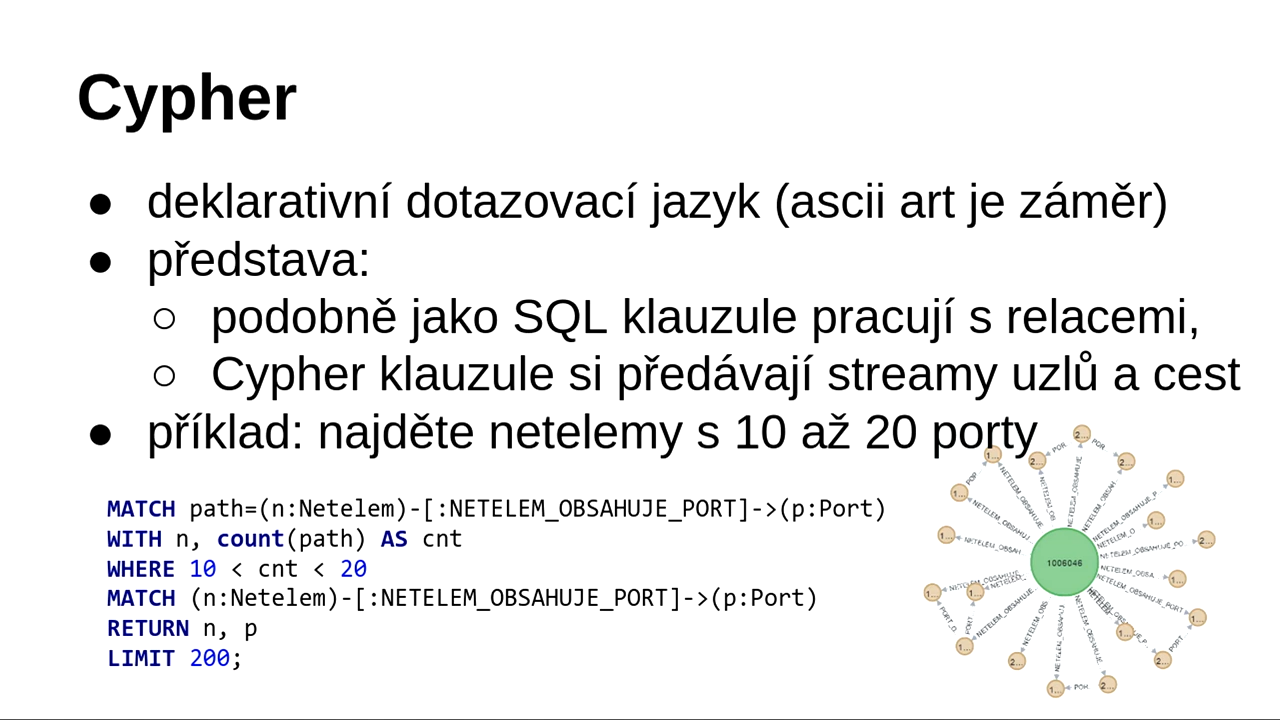 Cypher
● deklarativní dotazovací jazyk (ascii art je záměr)
● představa:
○ podobně jako SQL klauzule pracují s relacemi,
○ Cypher klauzule si předávají streamy uzlů a cest
● příklad: najděte netelemy s 10 až 20 porty
MATCH path=(n:Netelem)-[:NETELEM_OBSAHUJE_PORT]->(p:Port)
WITH n, count(path) AS cnt
WHERE 10 < cnt < 20
MATCH (n:Netelem)-[:NETELEM_OBSAHUJE_PORT]->(p:Port)
RETURN n, p
LIMIT 200;
1006046